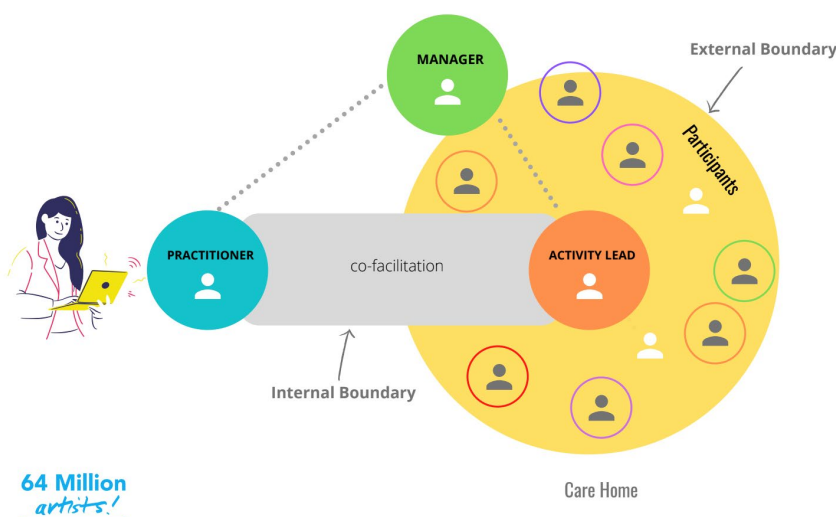 MANAGER
External Boundary
Participants
PRACTITIONER
co-facilitation
ACTIVITY LEAD
Internal Boundary
Care Home
64 Million
artists!